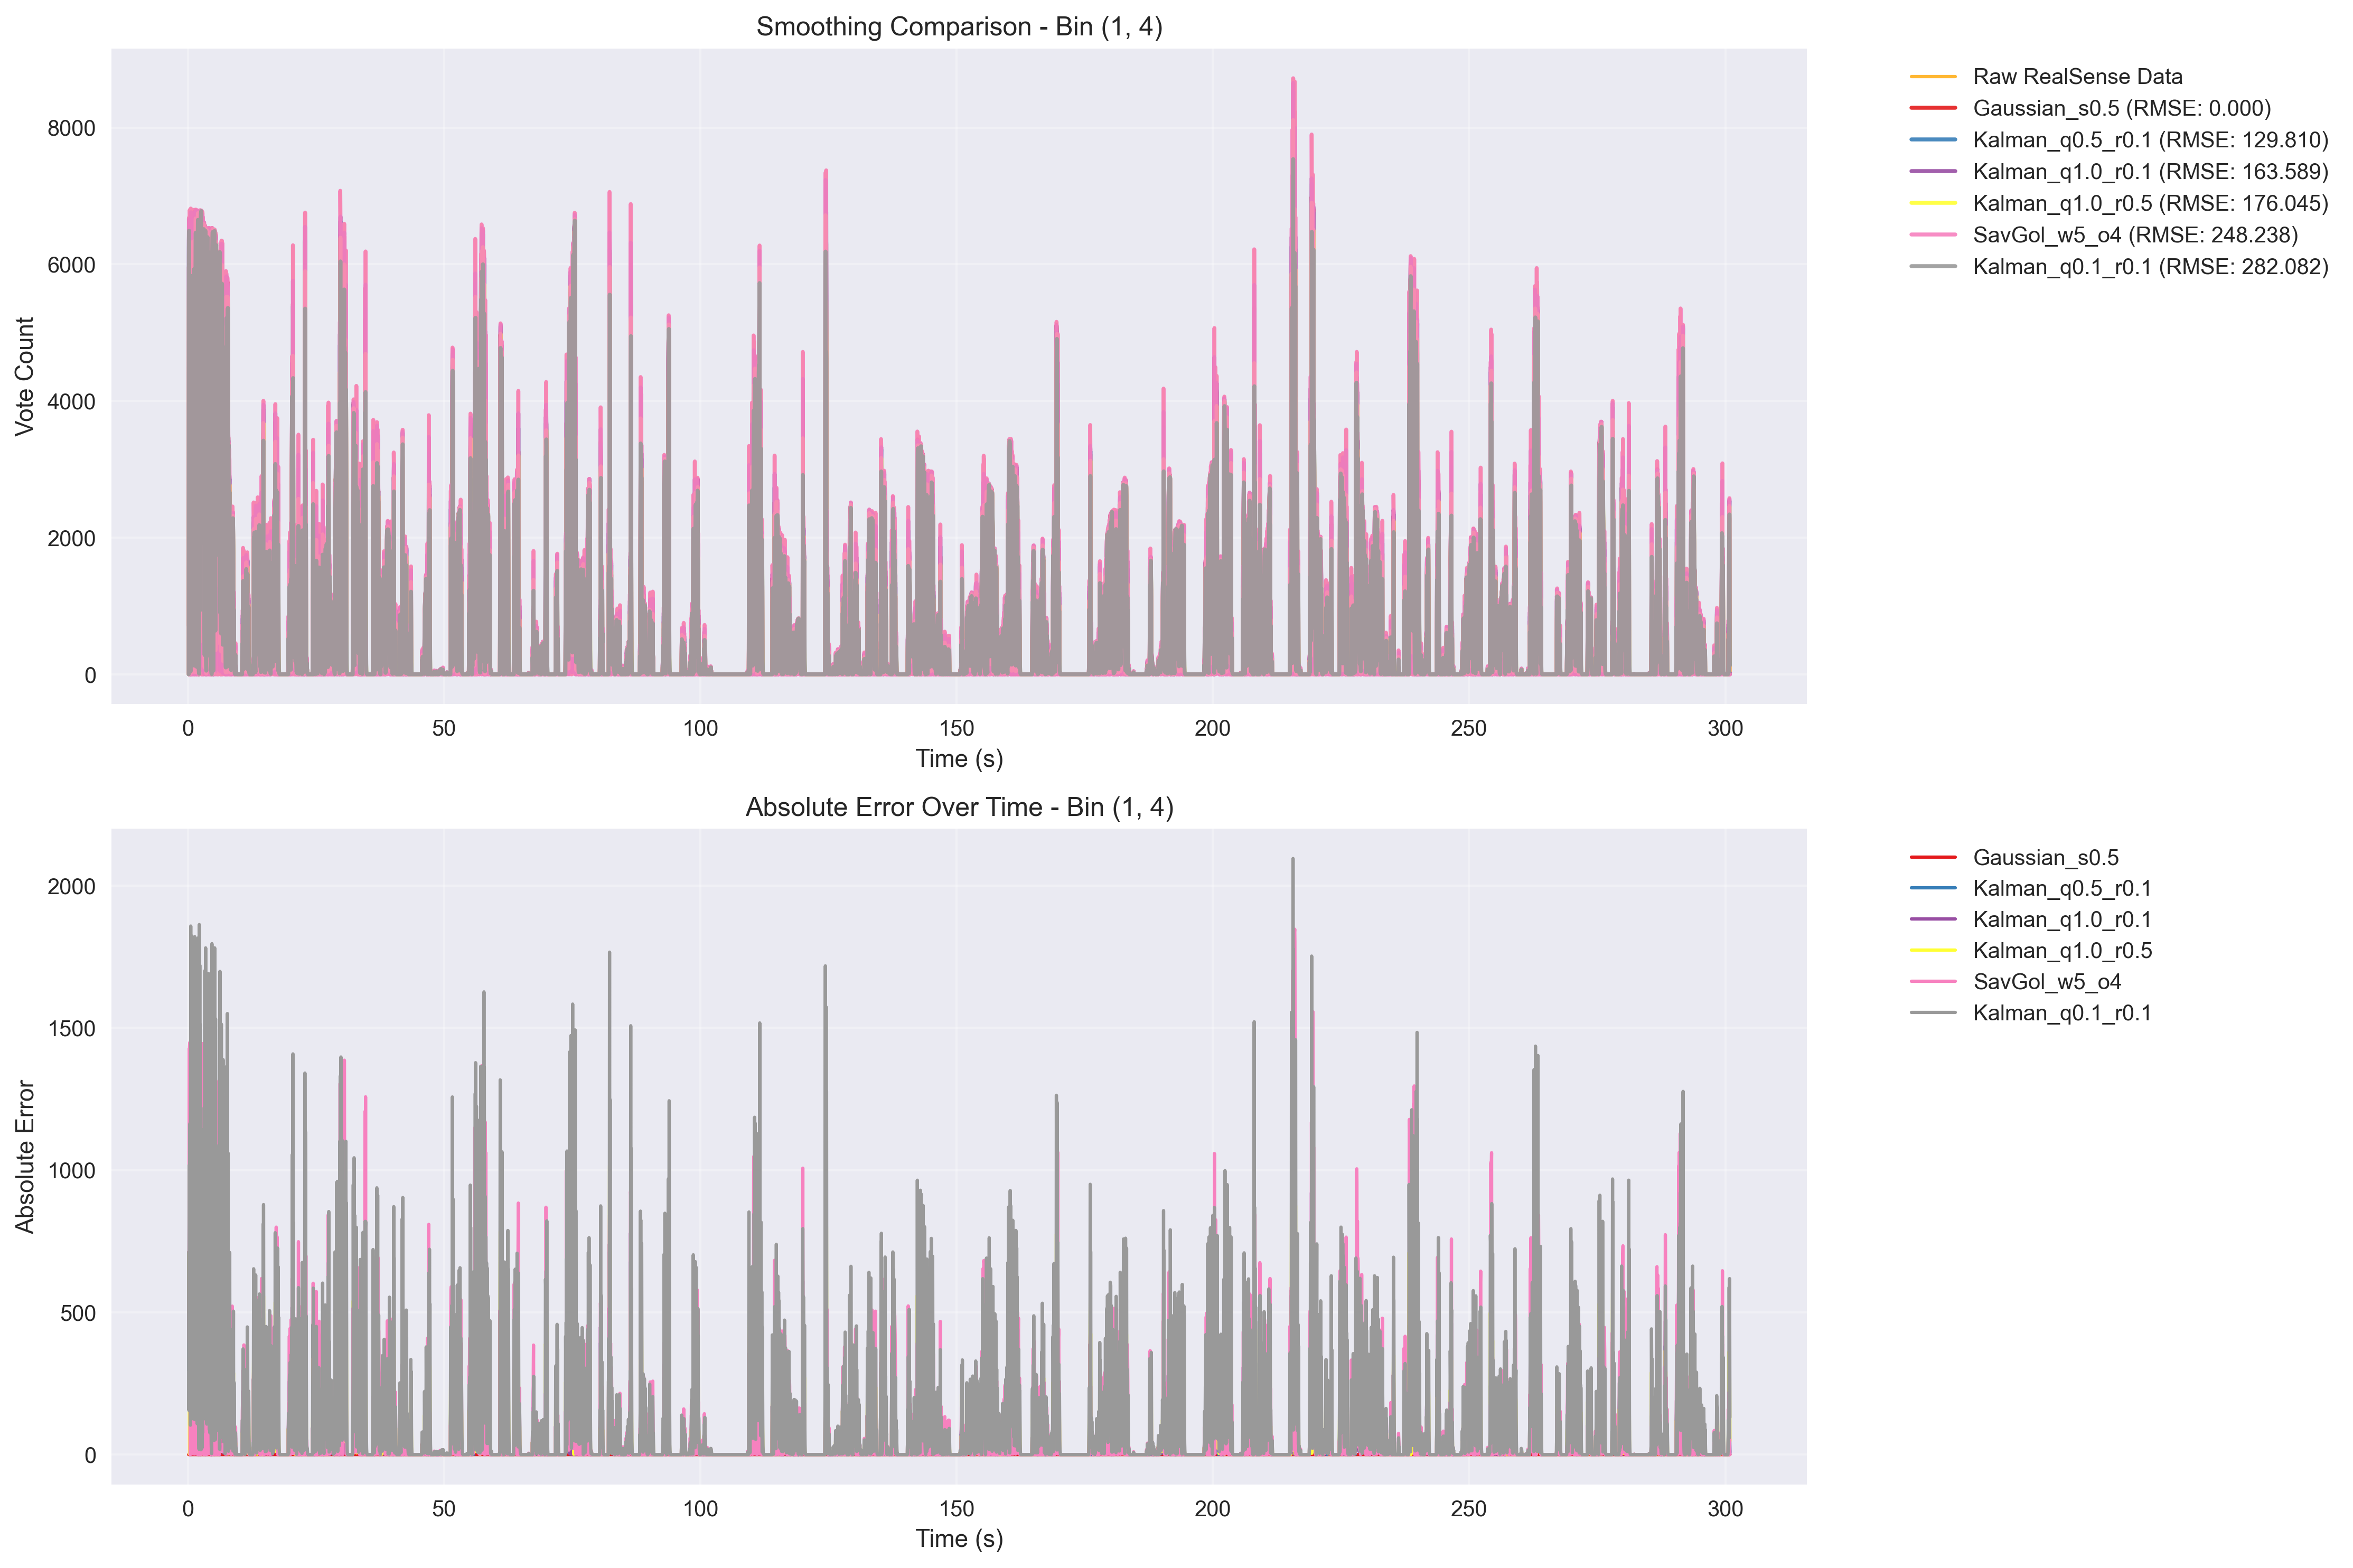 Smoothing Comparison - Bin (1, 4)
Vote Count
8000
6000
4000
2000
0
0 50 100 150 200 250 300
Time (s)
Raw RealSense Data
Gaussian_s0.5 (RMSE: 0.000)
Kalman_q0.5_r0.1 (RMSE: 129.810)
Kalman_q1.0_r0.1 (RMSE: 163.589)
Kalman_q1.0_r0.5 (RMSE: 176.045)
SavGol_w5_o4 (RMSE: 248.238)
Kalman_q0.1_r0.1 (RMSE: 282.082)
Absolute Error Over Time - Bin (1, 4)
Absolute Error
2000
1500
1000
500
0
0 50 100 150 200 250 300
Time (s)
Gaussian_s0.5
Kalman_q0.5_r0.1
Kalman_q1.0_r0.1
Kalman_q1.0_r0.5
SavGol_w5_o4
Kalman_q0.1_r0.1